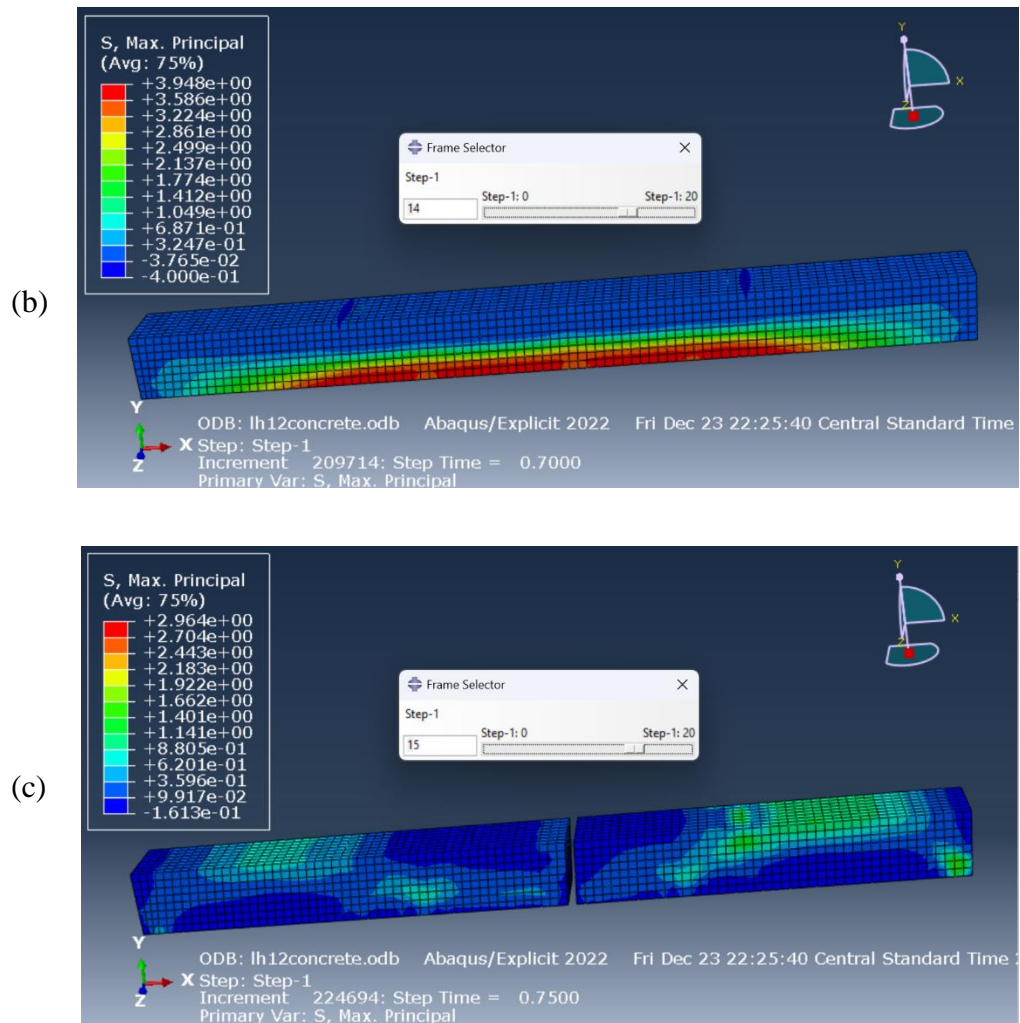 (b)
S, Max. Principal
(Avg: 75%)
+3.948e+00
+3.586e+00
+3.224e+00
+2.861e+00
+2.499e+00
+2.137e+00
+1.774e+00
+1.412e+00
+1.049e+00
+6.871e-01
+3.247e-01
-3.765e-02
-4.000e-01
Frame Selector
Step-1
14
Step-1: 0
Step-1: 20
Y
X
Z
Y
X
Z
ODB: lh12concrete.odb Abaqus/Explicit 2022 Fri Dec 23 22:25:40 Central Standard Time
Step: Step-1
Increment 209714: Step Time = 0.7000
Primary Var: S, Max. Principal
(c)
S, Max. Principal
(Avg: 75%)
+2.964e+00
+2.704e+00
+2.443e+00
+2.183e+00
+1.922e+00
+1.662e+00
+1.401e+00
+1.141e+00
+8.805e-01
+6.201e-01
+3.596e-01
+9.917e-02
-1.613e-01
Frame Selector
Step-1
15
Step-1: 0
Step-1: 20
Y
X
Z
Y
X
Z
ODB: lh12concrete.odb Abaqus/Explicit 2022 Fri Dec 23 22:25:40 Central Standard Time
Step: Step-1
Increment 224694: Step Time = 0.7500
Primary Var: S, Max. Principal